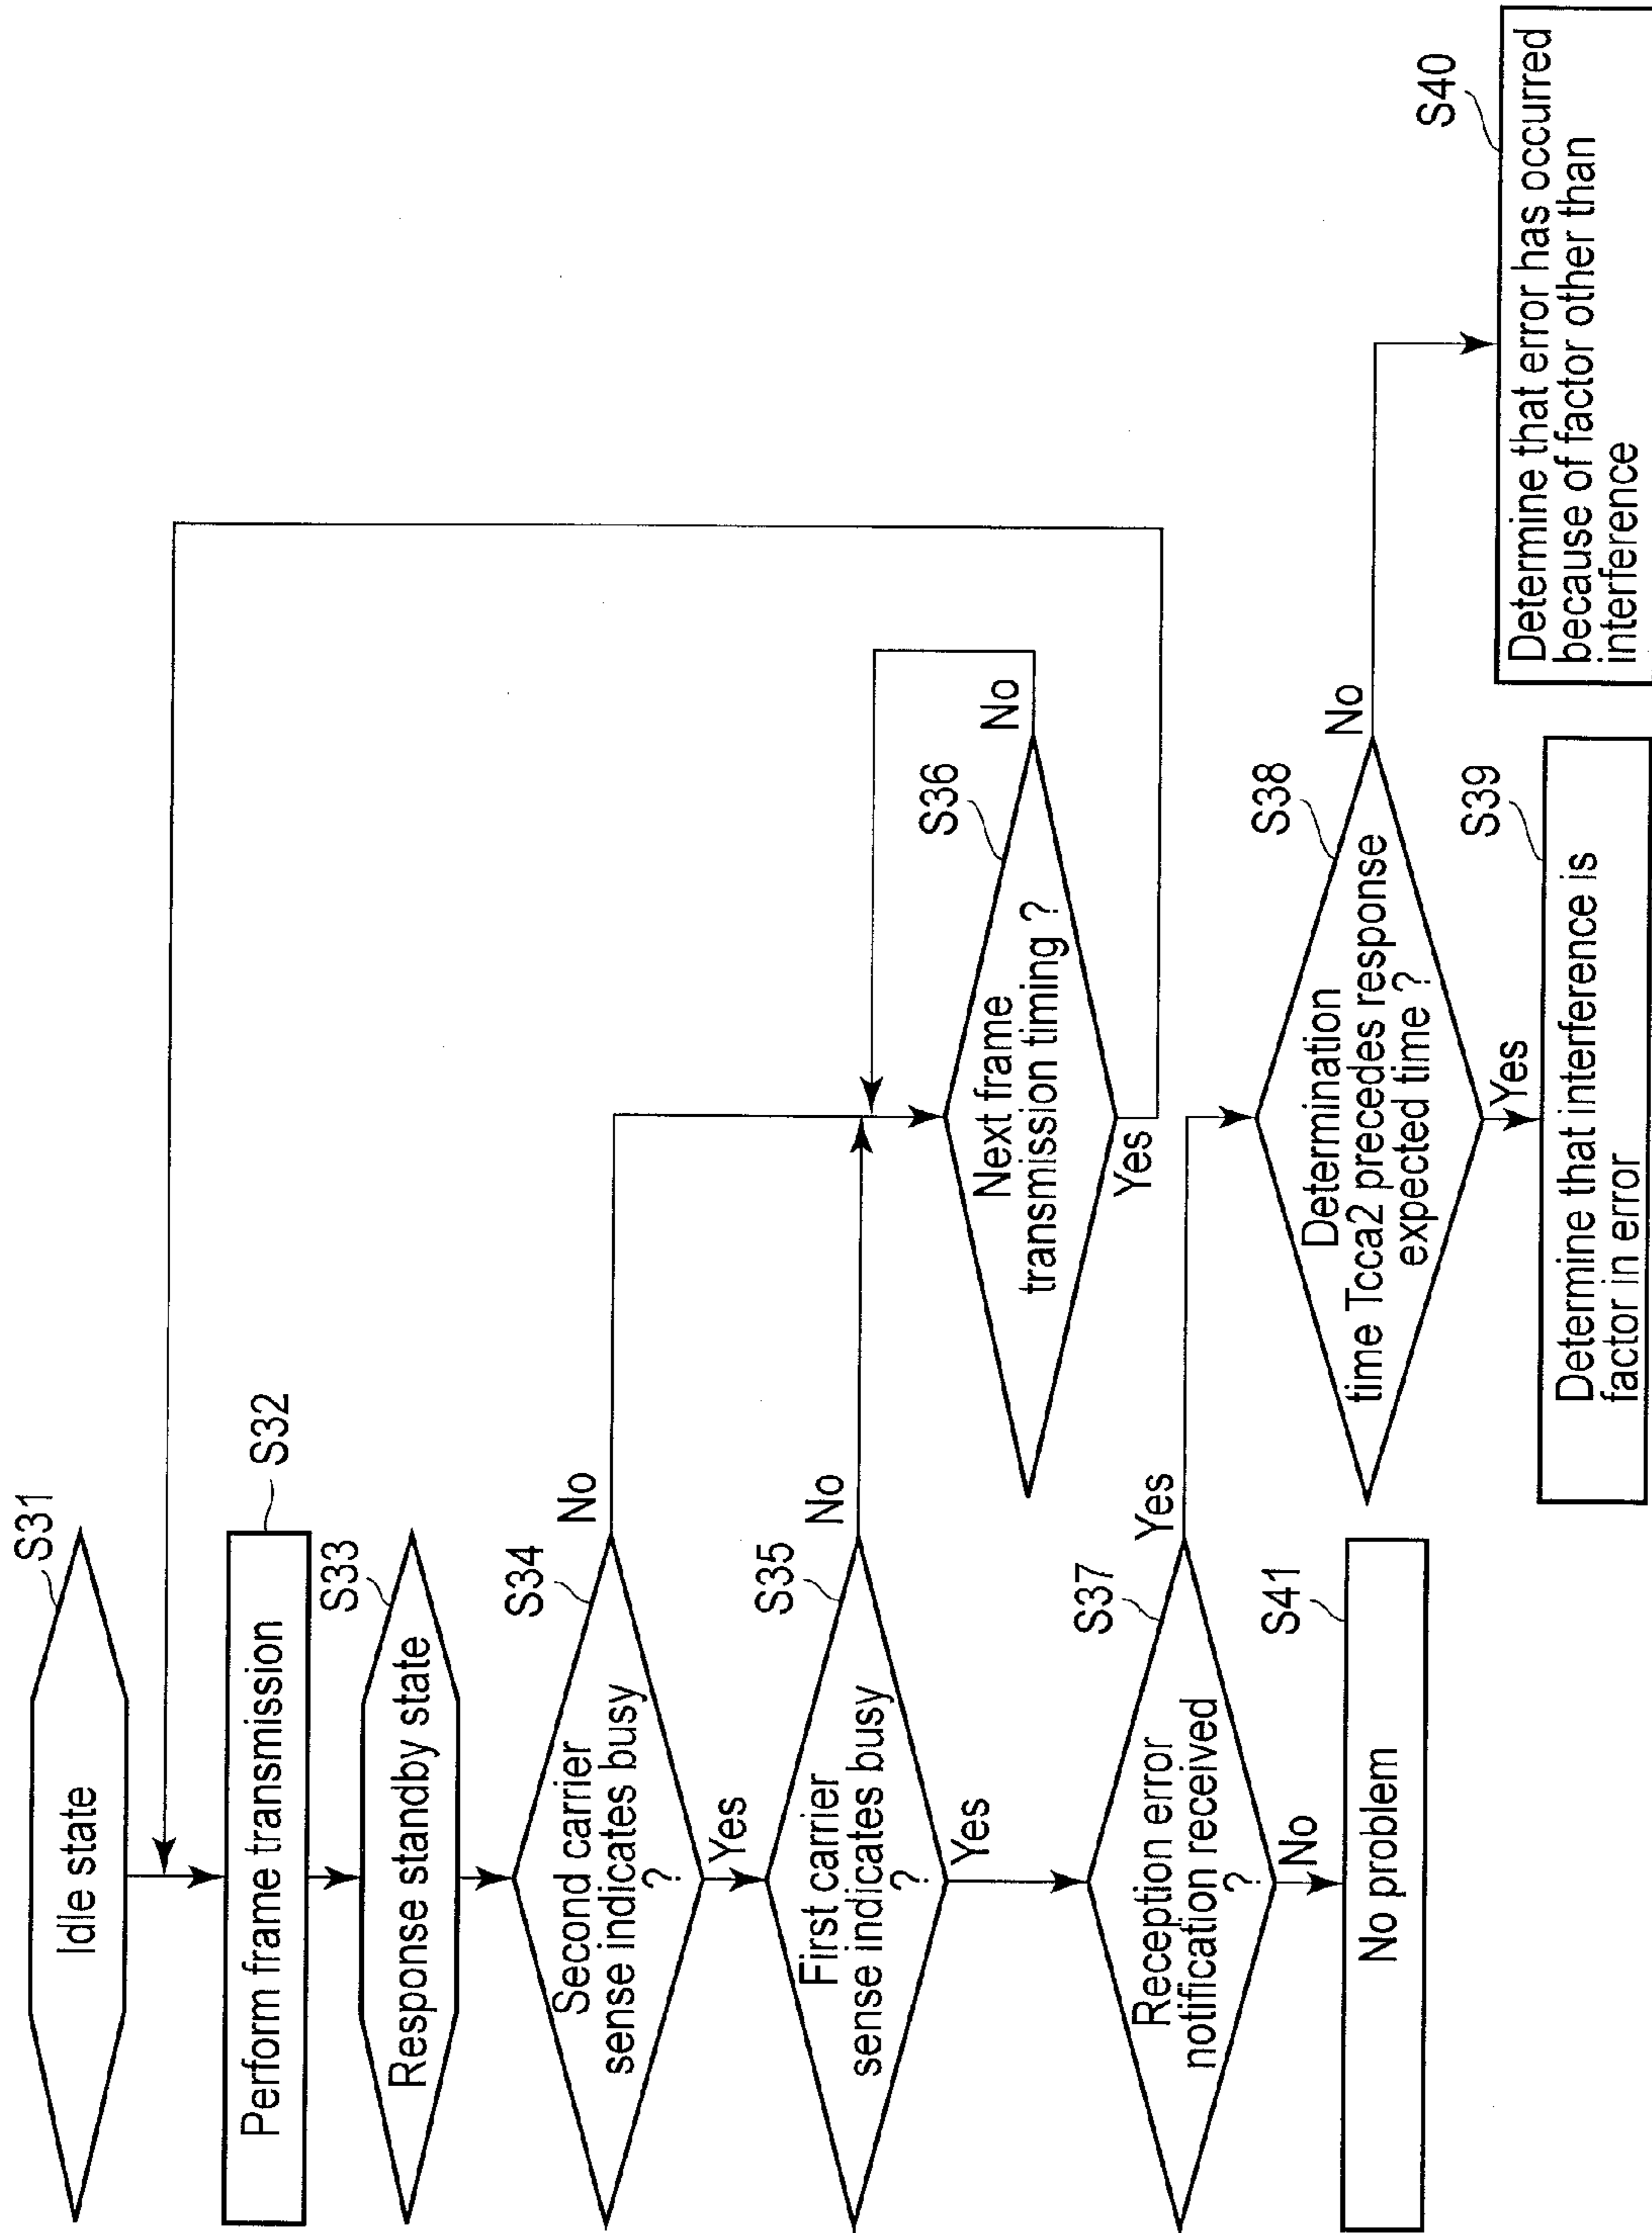 Idle state
S31
Perform frame transmission
S32
Response standby state
S33
Second carrier
sense indicates busy
?
S34
No
Yes
First carrier
sense indicates busy
?
S35
No
Yes
Next frame
transmission timing ?
S36
No
Yes
Reception error
notification received
?
S37
Yes
No
Determination
time Tcca2 precedes response
expected time ?
S38
No
Yes
No problem
S41
Determine that interference is
factor in error
S39
Determine that error has occurred
because of factor other than
interference
S40